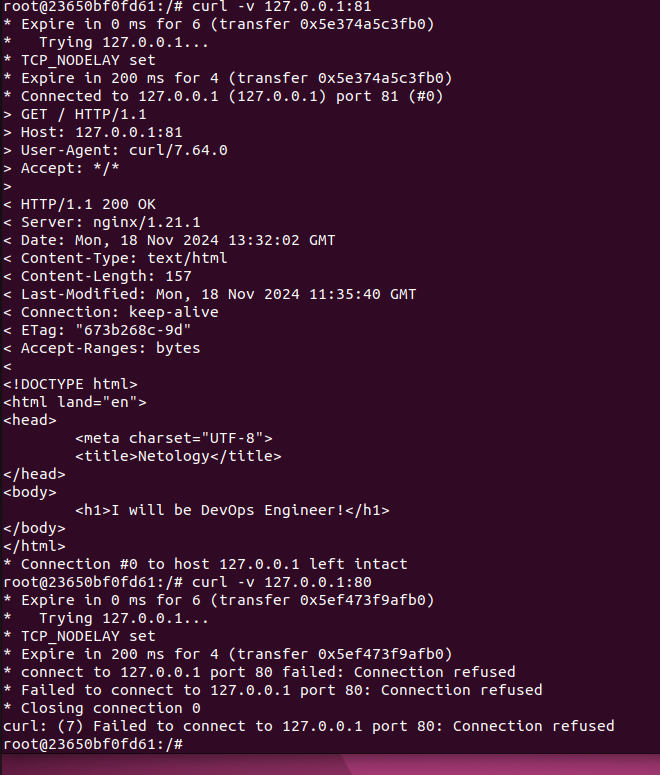 root@23650bf0fd61:/# curl -v 127.0.0.1:81
* Expire in 0 ms for 6 (transfer 0x5e374a5c3fb0)
*   Trying 127.0.0.1...
* TCP_NODELAY set
* Expire in 200 ms for 4 (transfer 0x5e374a5c3fb0)
* Connected to 127.0.0.1 (127.0.0.1) port 81 (#0)
> GET / HTTP/1.1
> Host: 127.0.0.1:81
> User-Agent: curl/7.64.0
> Accept: */*
>
< HTTP/1.1 200 OK
< Server: nginx/1.21.1
< Date: Mon, 18 Nov 2024 13:32:02 GMT
< Content-Type: text/html
< Content-Length: 157
< Last-Modified: Mon, 18 Nov 2024 11:35:40 GMT
< Connection: keep-alive
< ETag: "673b268c-9d"
< Accept-Ranges: bytes
<
<!DOCTYPE html>
<html land="en">
<head>
        <meta charset="UTF-8">
        <title>Netology</title>
</head>
<body>
        <h1>I will be DevOps Engineer!</h1>
</body>
</html>
* Connection #0 to host 127.0.0.1 left intact
root@23650bf0fd61:/# curl -v 127.0.0.1:80
* Expire in 0 ms for 6 (transfer 0x5ef473f9afb0)
*   Trying 127.0.0.1...
* TCP_NODELAY set
* Expire in 200 ms for 4 (transfer 0x5ef473f9afb0)
* connect to 127.0.0.1 port 80 failed: Connection refused
* Failed to connect to 127.0.0.1 port 80: Connection refused
* Closing connection 0
curl: (7) Failed to connect to 127.0.0.1 port 80: Connection refused
root@23650bf0fd61:/#